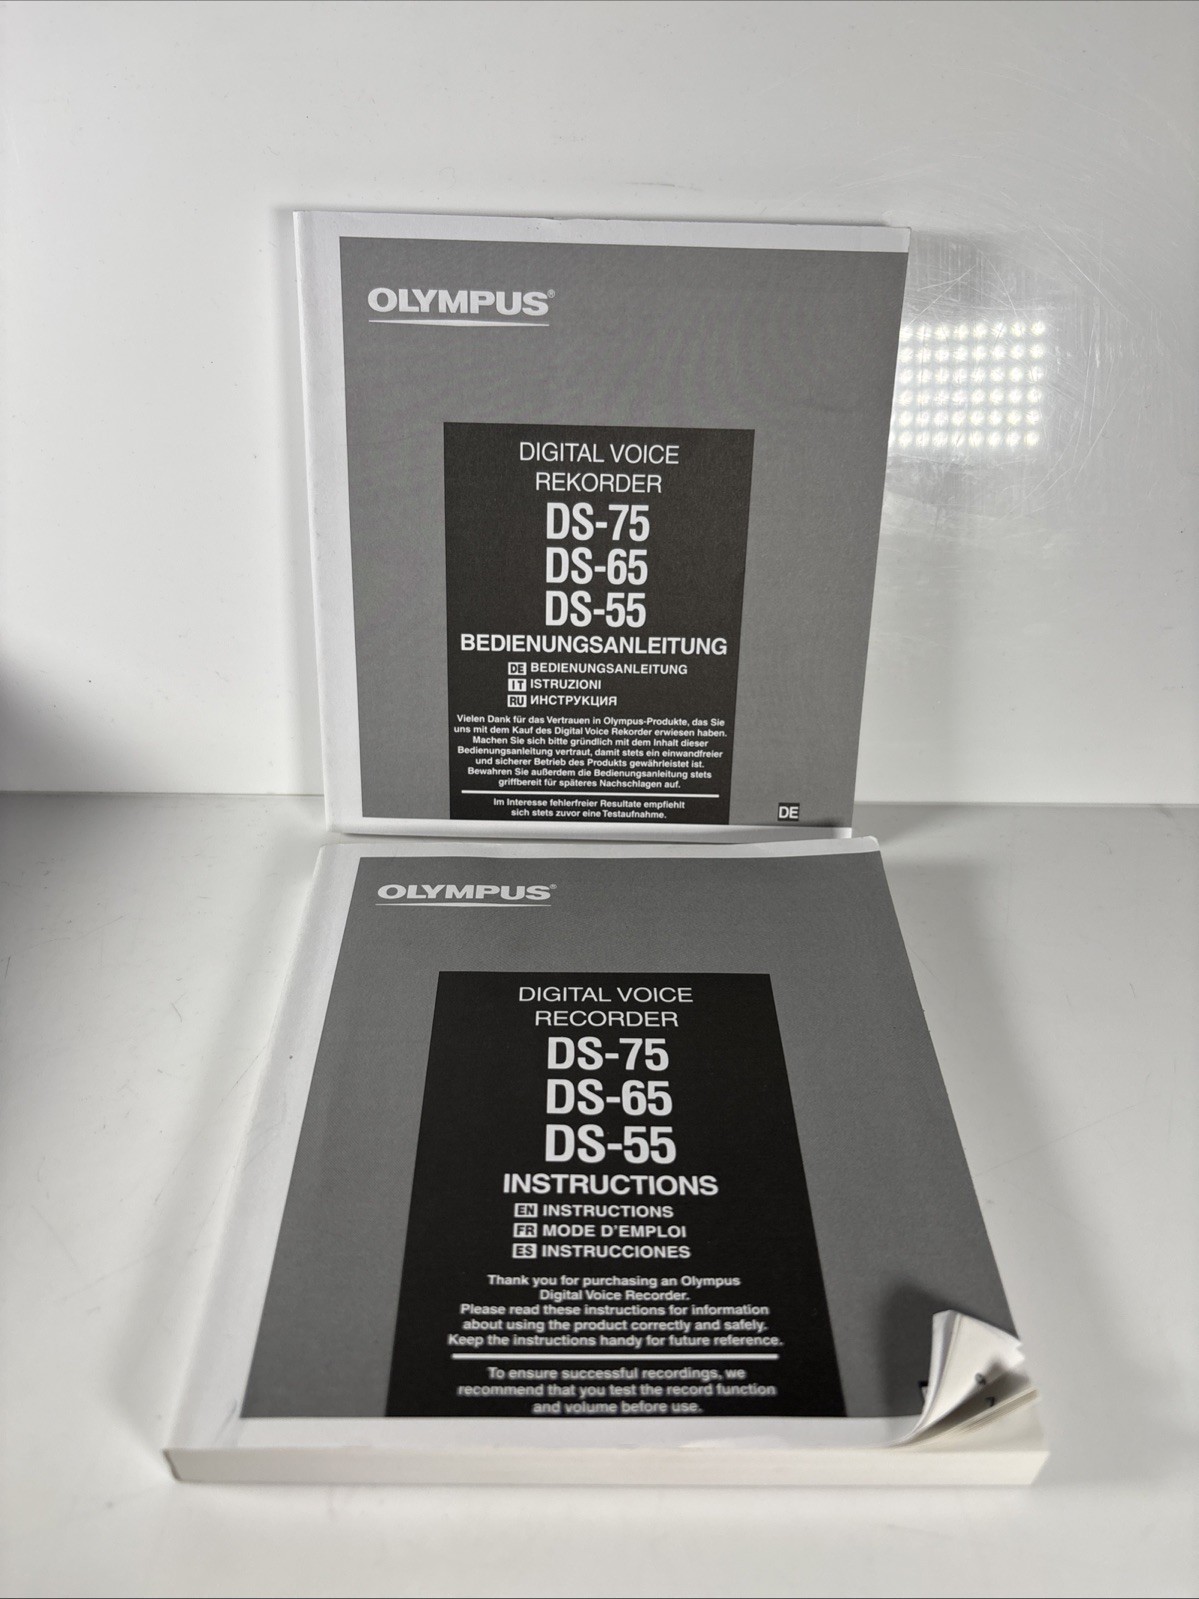 OLYMPUS®
DIGITAL VOICE
REKORDER
DS-75
DS-65
DS-55
BEDIENUNGSANLEITUNG
DE BEDIENUNGSANLEITUNG
IT ISTRUZIONI
RU ИНСТРУКЦИЯ
Vielen Dank für das Vertrauen in Olympus-Produkte, das Sie
uns mit dem Kauf des Digital Voice Rekorder erwiesen haben.
Machen Sie sich bitte gründlich mit dem Inhalt dieser
Bedienungsanleitung vertraut, damit stets ein einwandfreier
und sicherer Betrieb des Produkts gewährleistet ist.
Bewahren Sie außerdem die Bedienungsanleitung stets
griffbereit für späteres Nachschlagen auf.
Im Interesse fehlerfreier Resultate empfiehlt
sich stets zuvor eine Testaufnahme.
DE
OLYMPUS®
DIGITAL VOICE
RECORDER
DS-75
DS-65
DS-55
INSTRUCTIONS
EN INSTRUCTIONS
FR MODE D'EMPLOI
ES INSTRUCCIONES
Thank you for purchasing an Olympus
Digital Voice Recorder.
Please read these instructions for information
about using the product correctly and safely.
Keep the instructions handy for future reference.
To ensure successful recordings, we
recommend that you test the record function
and volume before use.